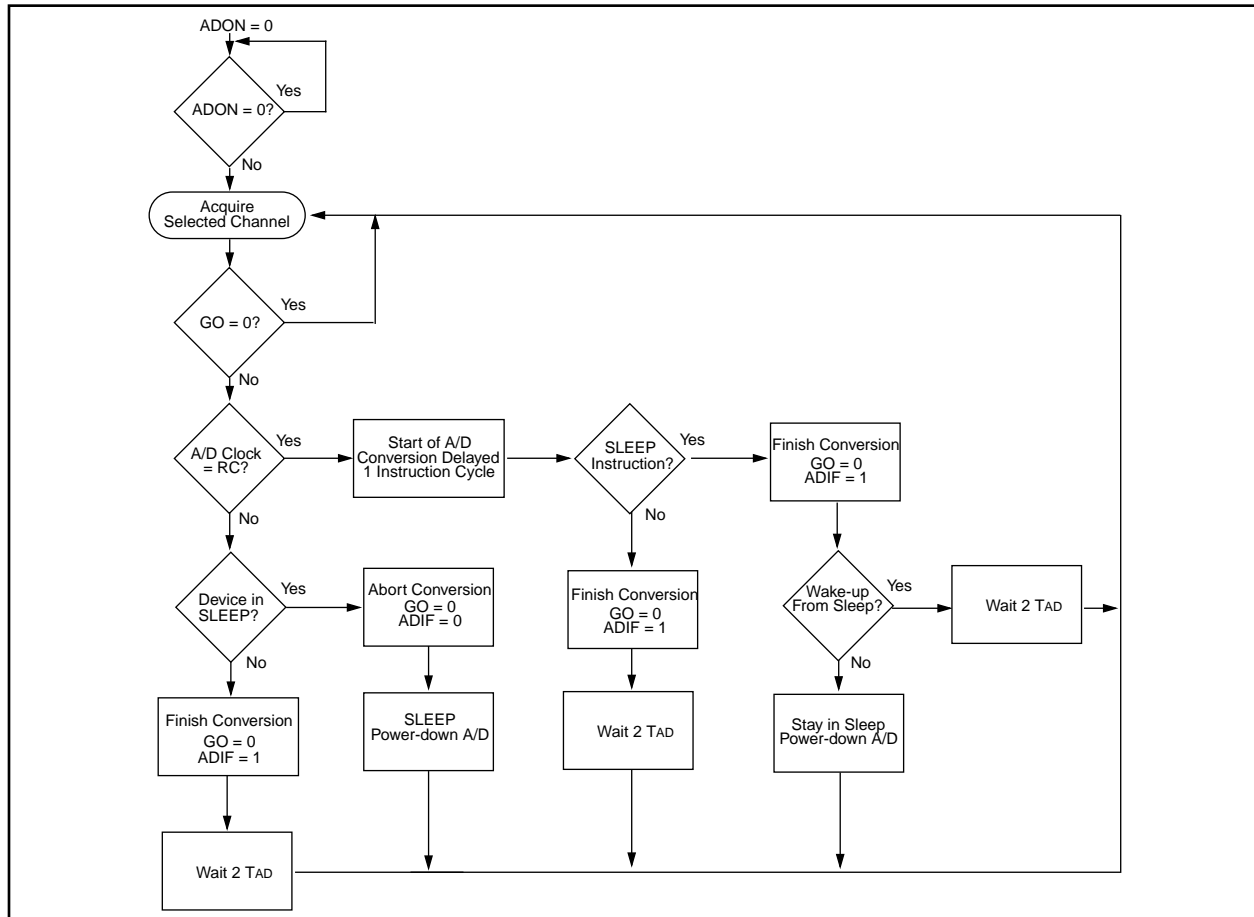 ADON = 0
Yes
ADON = 0?
No
Acquire
Selected Channel
Yes
GO = 0?
No
Yes
A/D Clock
= RC?
No
Start of A/D
Conversion Delayed
1 Instruction Cycle
SLEEP
Instruction?
Yes
No
Finish Conversion
GO = 0
ADIF = 1
Device in
SLEEP?
Yes
No
Abort Conversion
GO = 0
ADIF = 0
Finish Conversion
GO = 0
ADIF = 1
Wake-up
From Sleep?
Yes
No
Wait 2 TAD
Finish Conversion
GO = 0
ADIF = 1
SLEEP
Power-down A/D
Wait 2 TAD
Stay in Sleep
Power-down A/D
Wait 2 TAD